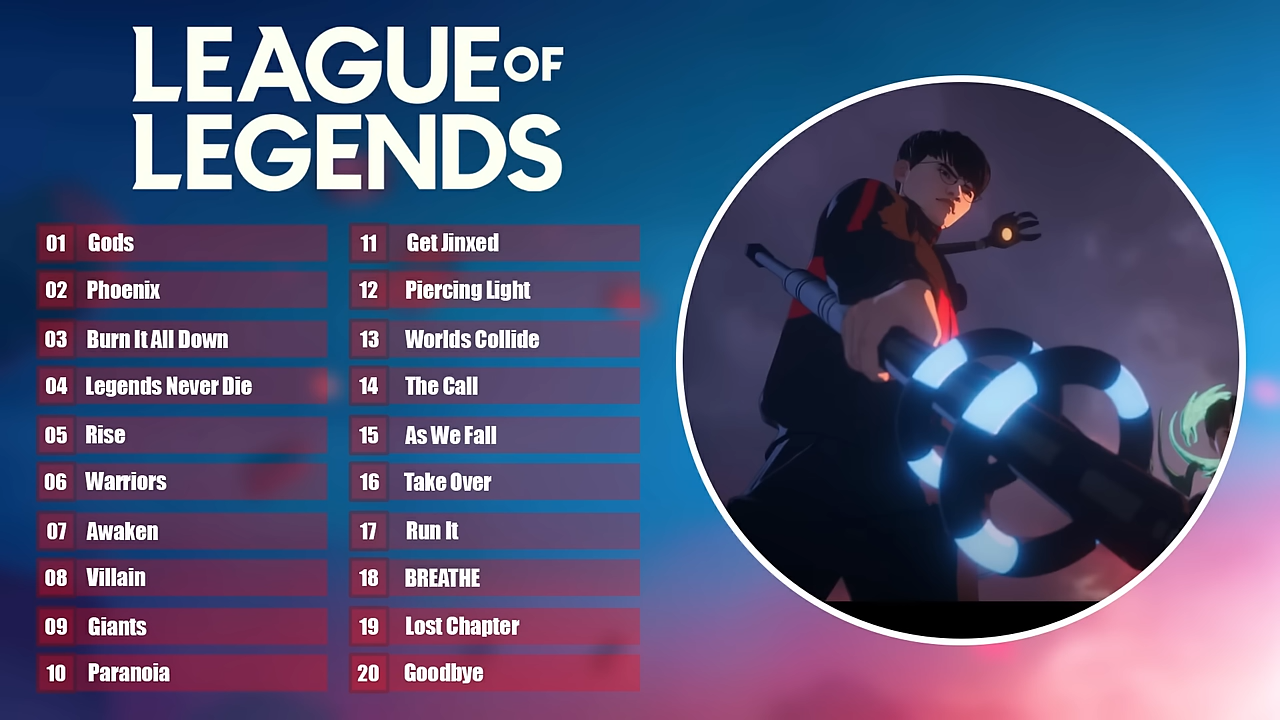 LEAGUE OF
LEGENDS
01 Gods
02 Phoenix
03 Burn It All Down
04 Legends Never Die
05 Rise
06 Warriors
07 Awaken
08 Villain
09 Giants
10 Paranoia
11 Get Jinxed
12 Piercing Light
13 Worlds Collide
14 The Call
15 As We Fall
16 Take Over
17 Run It
18 BREATHE
19 Lost Chapter
20 Goodbye